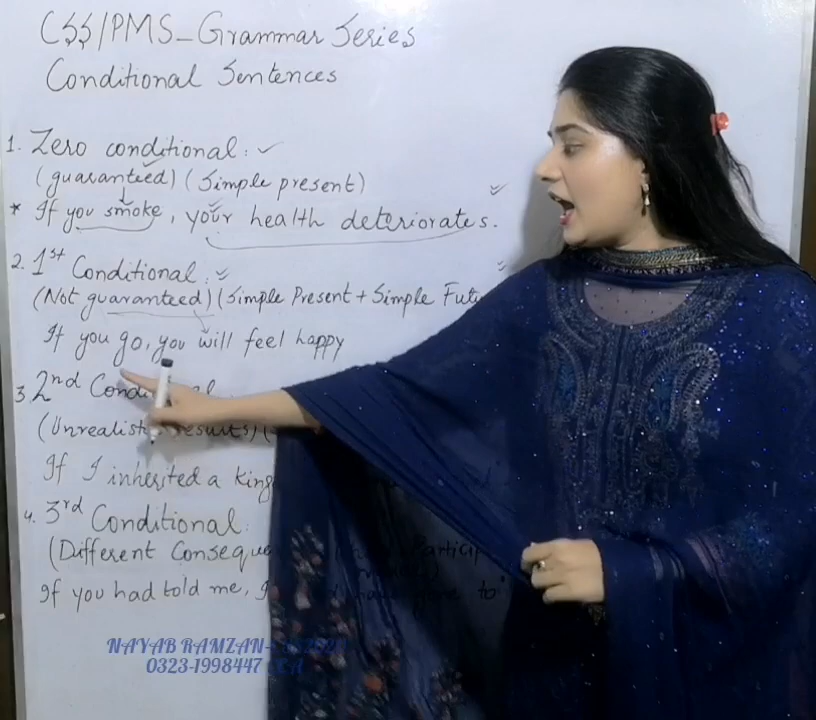 CSS/PMS_Grammar Series
Conditional Sentences
1. Zero conditional:
(guaranteed) (Simple present)
* If you smoke, your health deteriorates.
2. 1st Conditional:
(Not guaranteed) (Simple Present + Simple
If you go, you will feel happy
3. 2nd
(
If I inherited a
4. 3rd Conditional:
(Different
If you had told me, to
NAYAB RAMZAN-
0323-1998447